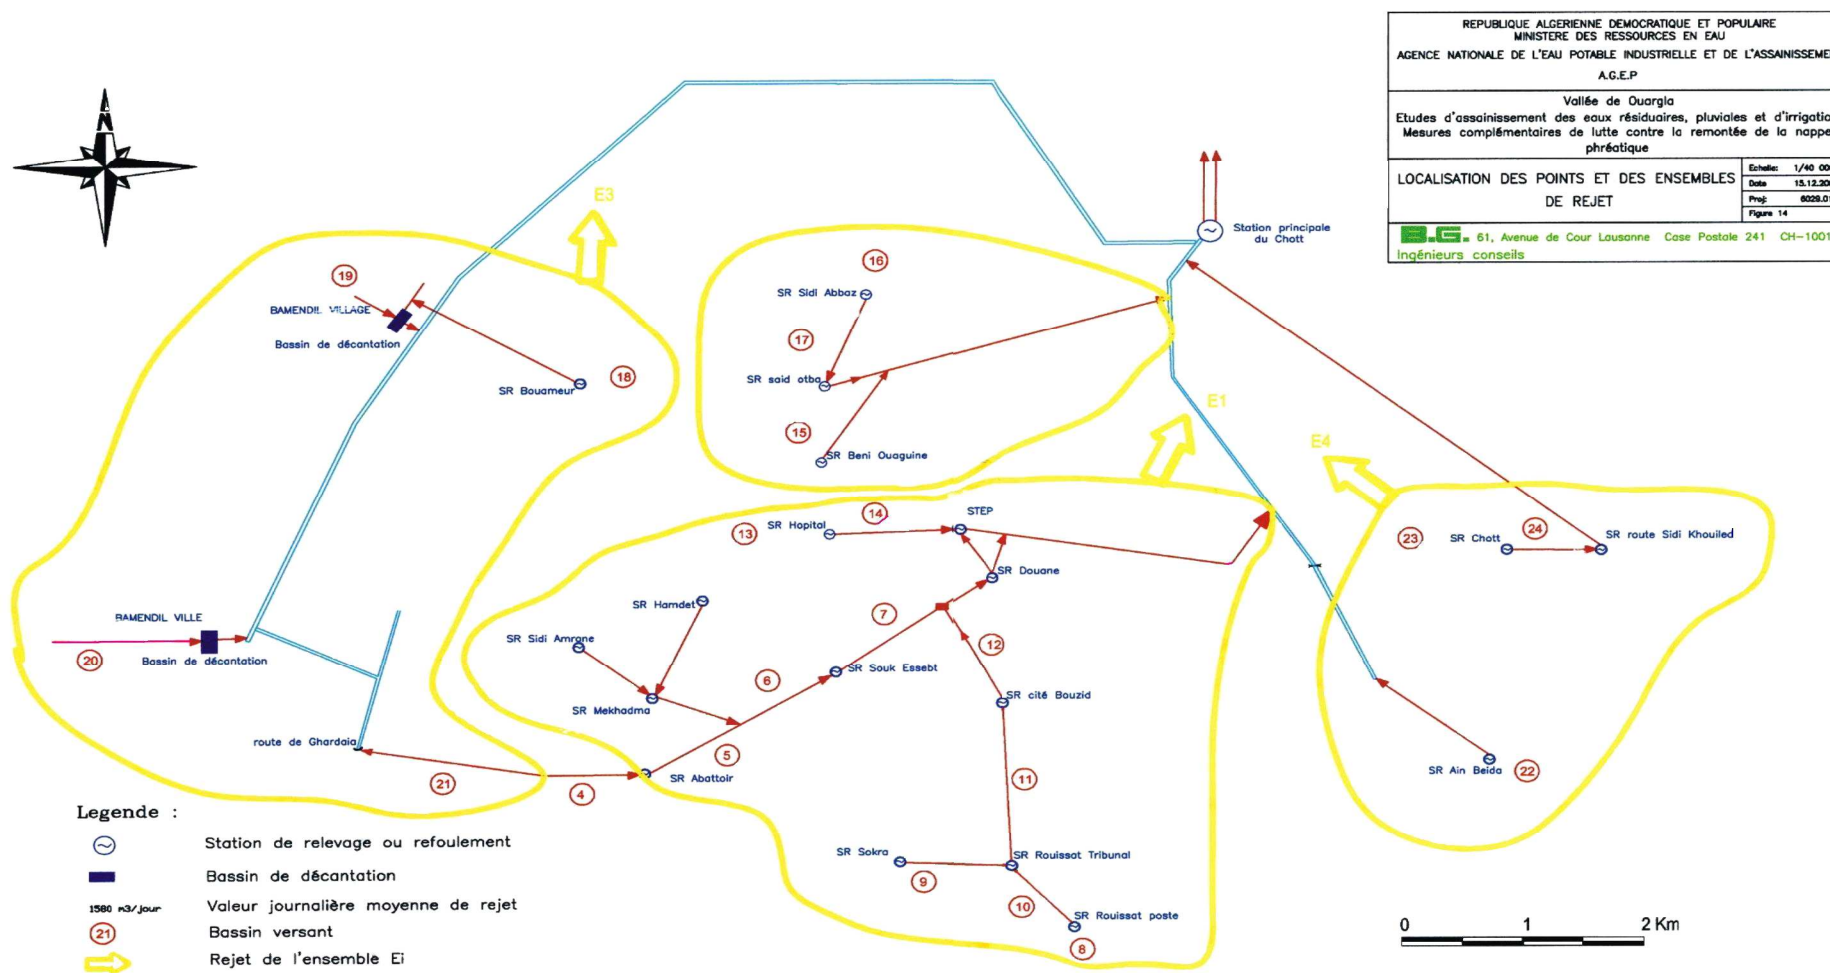 REPUBLIQUE ALGERIENNE DEMOCRATIQUE ET POPULAIRE
MINISTERE DES RESSOURCES EN EAU
AGENCE NATIONALE DE L'EAU POTABLE INDUSTRIELLE ET DE L'ASSAINISSEME
A.G.E.P
Vallée de Ouargla
Etudes d'assainissement des eaux résiduaires, pluviales et d'irrigatio
Mesures complémentaires de lutte contre la remontée de la nappe
phréatique
LOCALISATION DES POINTS ET DES ENSEMBLES
DE REJET
Echelle: 1/40 00
Date 15.12.20
Proj: 6029.01
Figure 14
B.G. 61, Avenue de Cour Lausanne Case Postale 241 CH-1001
Ingénieurs conseils
N
E3
Station principale
du Chott
16
19
SR Sidi Abbaz
BAMENDIL VILLAGE
17
Bassin de décantation
SR Bouameur
18
SR said otba
E1
15
E4
SR Beni Ouaguine
14
STEP
13
SR Hopital
23
SR Chott
24
SR route Sidi Khouiled
SR Douane
SR Hamdet
7
BAMENDIL VILLE
SR Sidi Amrane
12
20
Bassin de décantation
6
SR Souk Essebt
SR cité Bouzid
SR Mekhadma
route de Ghardaia
5
21
4
SR Abattoir
11
SR Ain Beida
22
SR Sokra
SR Rouissat Tribunal
9
10
SR Rouissat poste
8
Legende :
Station de relevage ou refoulement
Bassin de décantation
1580 m3/jour Valeur journalière moyenne de rejet
21 Bassin versant
Rejet de l'ensemble Ei
0 1 2 Km